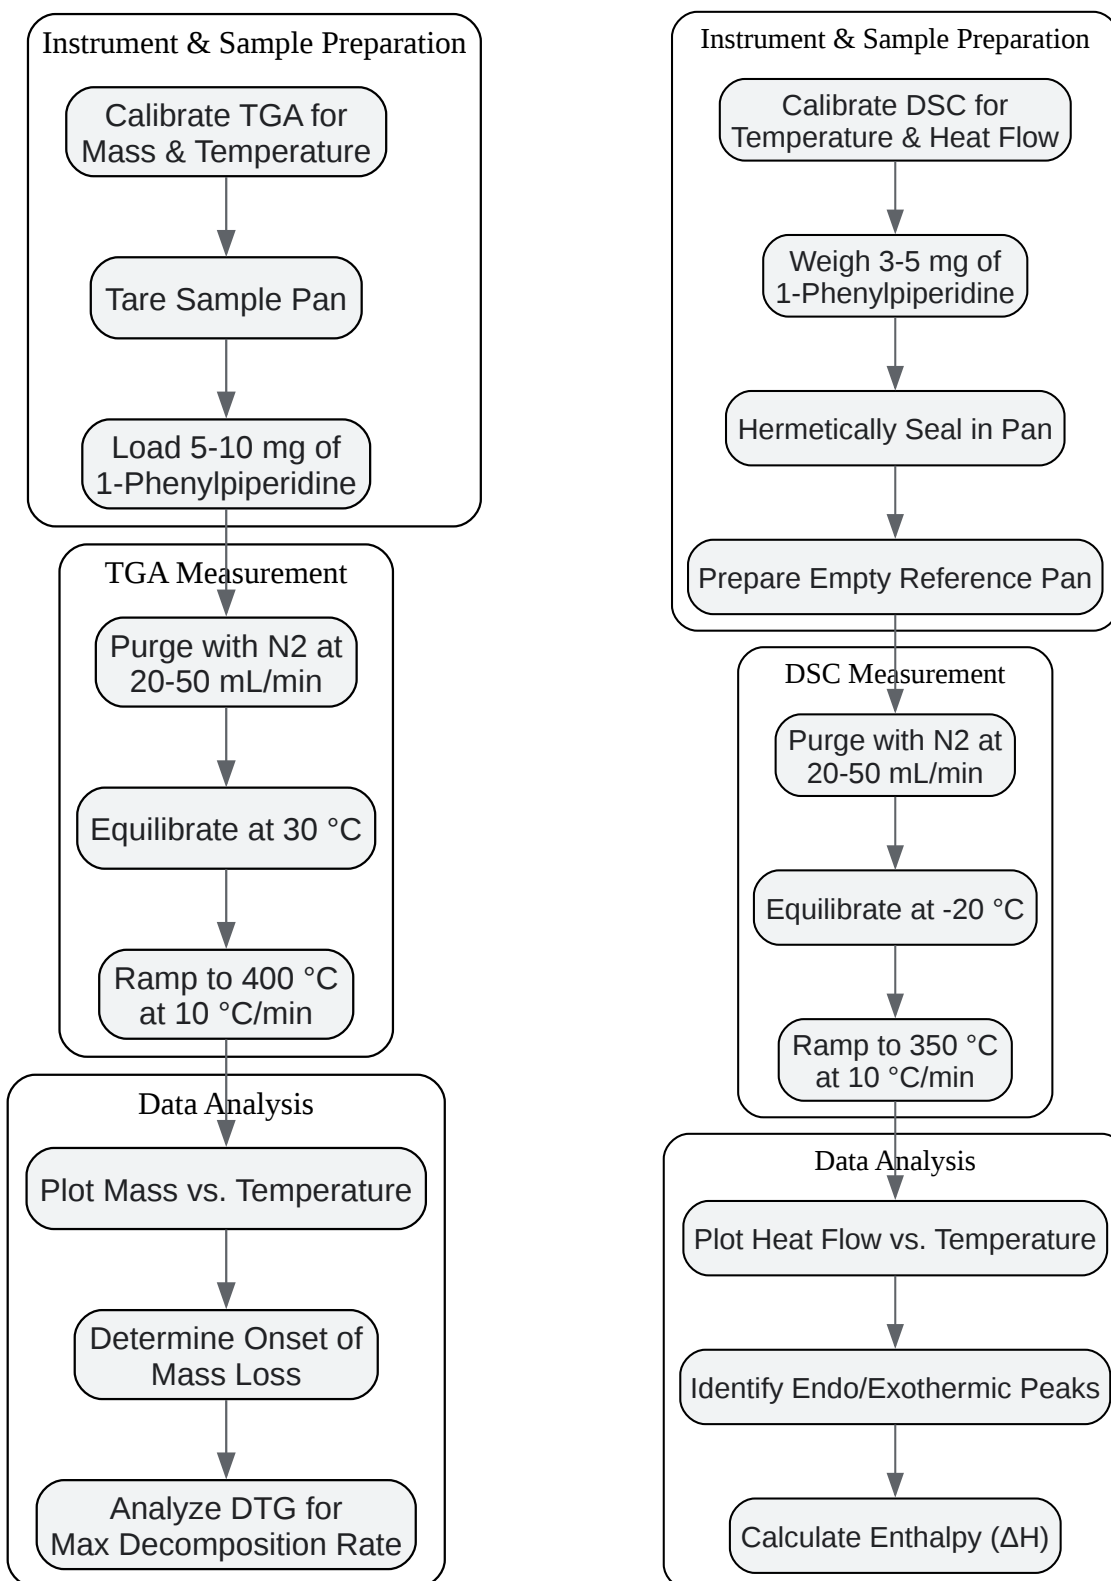 Instrument & Sample Preparation
Calibrate TGA for
Mass & Temperature
Tare Sample Pan
Load 5-10 mg of
1-Phenylpiperidine
TGA Measurement
Purge with N2 at
20-50 mL/min
Equilibrate at 30 °C
Ramp to 400 °C
at 10 °C/min
Data Analysis
Plot Mass vs. Temperature
Determine Onset of
Mass Loss
Analyze DTG for
Max Decomposition Rate
Instrument & Sample Preparation
Calibrate DSC for
Temperature & Heat Flow
Weigh 3-5 mg of
1-Phenylpiperidine
Hermetically Seal in Pan
Prepare Empty Reference Pan
DSC Measurement
Purge with N2 at
20-50 mL/min
Equilibrate at -20 °C
Ramp to 350 °C
at 10 °C/min
Data Analysis
Plot Heat Flow vs. Temperature
Identify Endo/Exothermic Peaks
Calculate Enthalpy (ΔH)